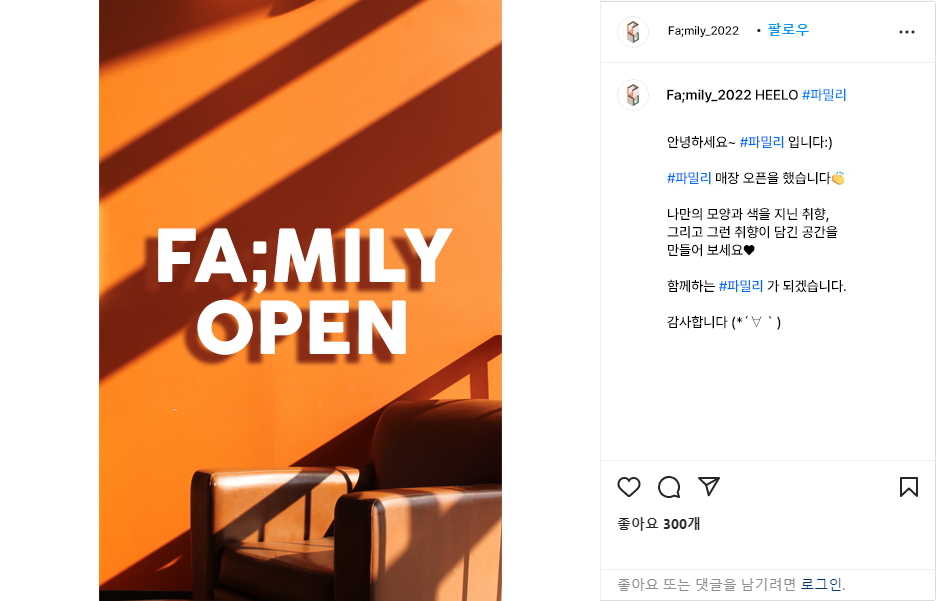 FA;MILY
OPEN
Fa;mily_2022 • 팔로우
Fa;mily_2022 HEELO #파밀리
안녕하세요~ #파밀리 입니다:)
#파밀리 매장 오픈을 했습니다👏
나만의 모양과 색을 지닌 취향,
그리고 그런 취향이 담긴 공간을
만들어 보세요♥
함께하는 #파밀리 가 되겠습니다.
감사합니다 (*´∀｀)
좋아요 300개
좋아요 또는 댓글을 남기려면 로그인.